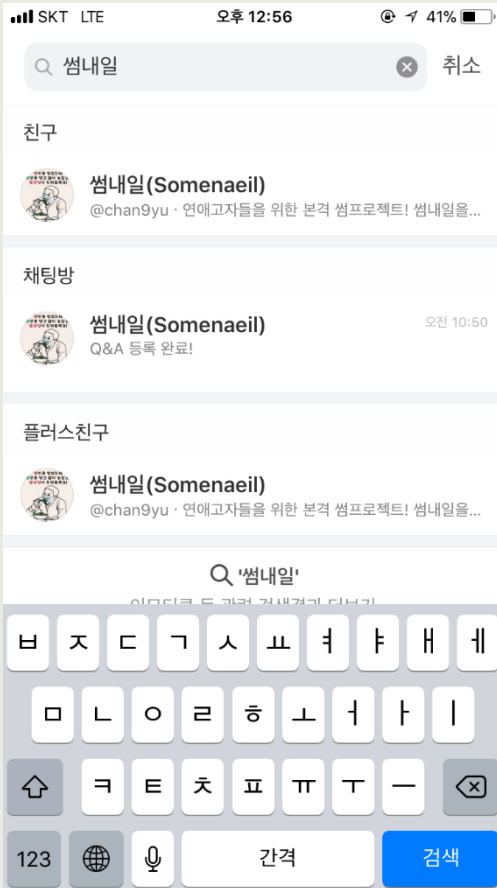 SKT LTE 오후 12:56 41%
썸내일 취소
친구
썸내일(Somenaeil)
@chan9yu · 연애고자들을 위한 본격 썸프로젝트! 썸내일을...
채팅방
썸내일(Somenaeil) 오전 10:50
Q&A 등록 완료!
플러스친구
썸내일(Somenaeil)
@chan9yu · 연애고자들을 위한 본격 썸프로젝트! 썸내일을...
'썸내일'
ㅂ ㅈ ㄷ ㄱ ㅅ ㅛ ㅕ ㅑ ㅐ ㅔ
ㅁ ㄴ ㅇ ㄹ ㅎ ㅗ ㅓ ㅏ ㅣ
ㅋ ㅌ ㅊ ㅍ ㅠ ㅜ ㅡ
123 간격 검색